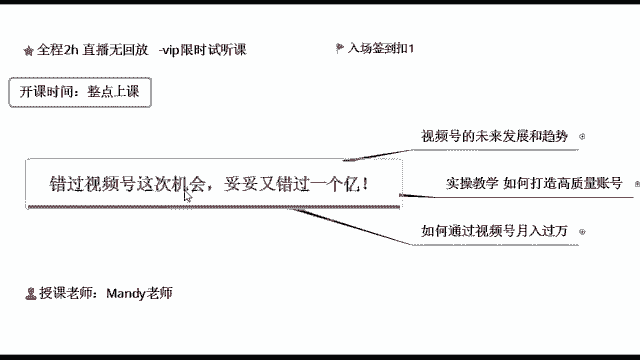 全程2h 直播无回放 -vip限时试听课
入场签到扣1
开课时间：整点上课
视频号的未来发展和趋势
错过视频号这次机会，妥妥又错过一个亿！
实操教学 如何打造高质量账号
如何通过视频号月入过万
授课老师：Mandy老师